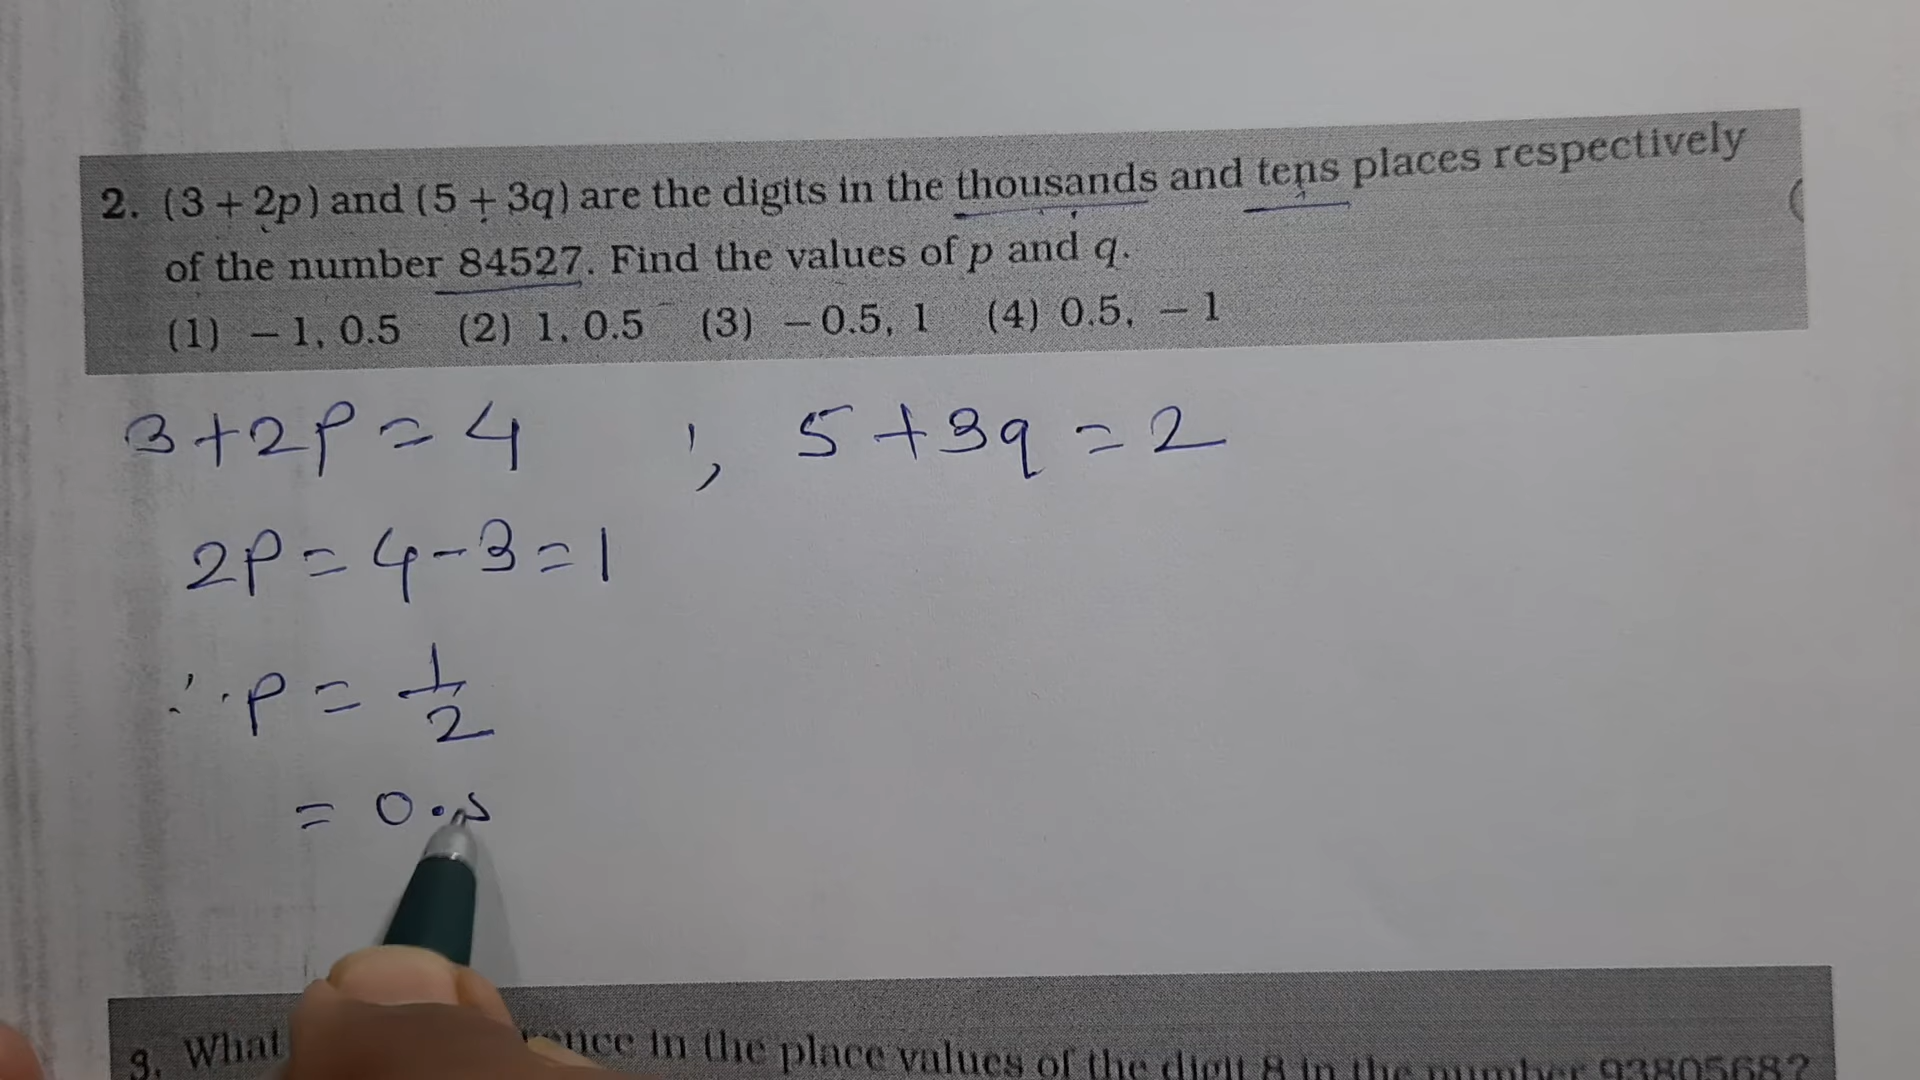 2. (3 + 2p) and (5 + 3q) are the digits in the thousands and tens places respectively
of the number 84527. Find the values of p and q.
(1) – 1, 0.5 (2) 1, 0.5 (3) – 0.5, 1 (4) 0.5, – 1
3+2P = 4 ; 5+3q = 2
2P = 4-3 = 1
∴ P = 1/2
= 0.5
3. What in the place values of the digit 8 in the number 9380568?